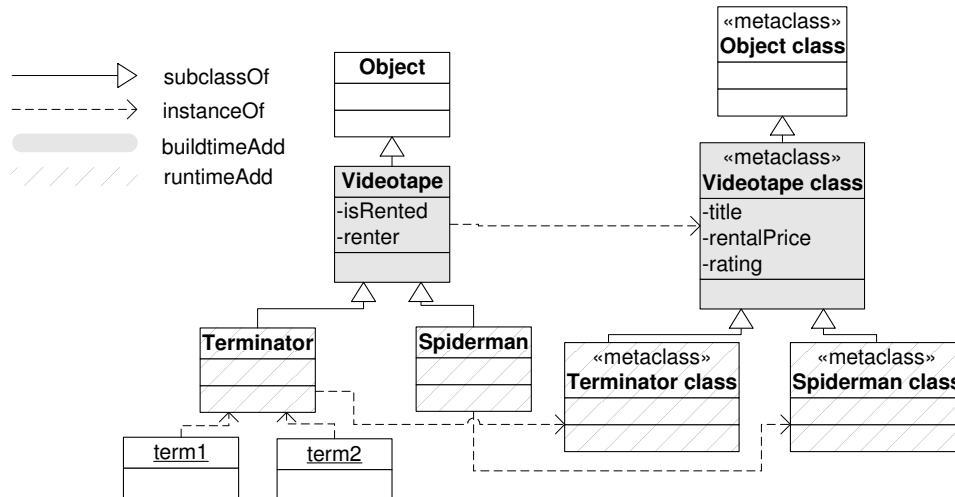 subclassOf
instanceOf
buildtimeAdd
runtimeAdd
Object
«metaclass»
Object class
Videotape
-isRented
-renter
«metaclass»
Videotape class
-title
-rentalPrice
-rating
Terminator
Spiderman
«metaclass»
Terminator class
«metaclass»
Spiderman class
term1
term2